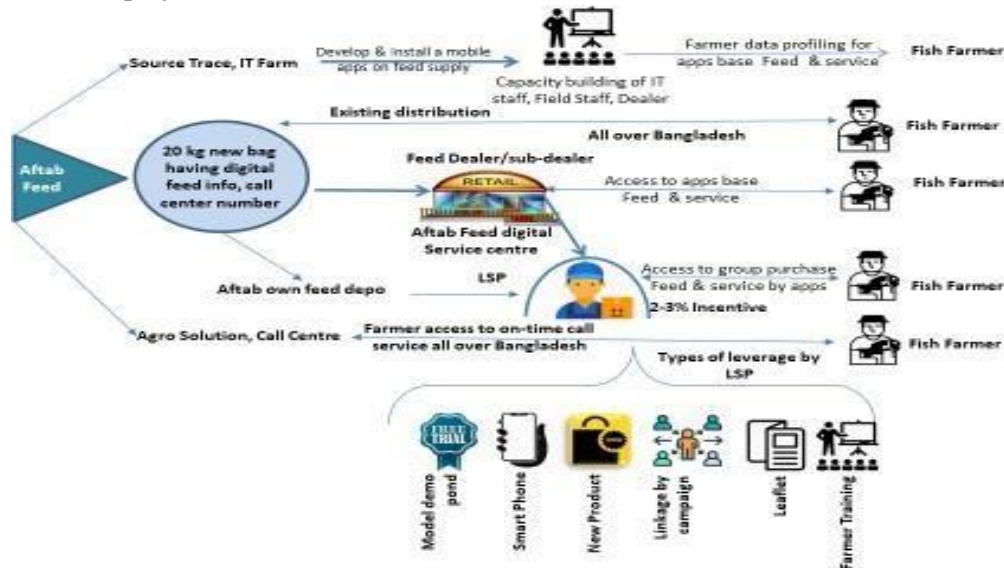 Source Trace, IT Farm
Develop & Install a mobile
apps on feed supply
Capacity building of IT
staff, Field Staff, Dealer
Farmer data profiling for
apps base Feed & service
Fish Farmer
Existing distribution
All over Bangladesh
Fish Farmer
Aftab
Feed
20 kg new bag
having digital
feed info, call
center number
Feed Dealer/sub-dealer
RETAIL
Aftab Feed digital
Service centre
Access to apps base
Feed & service
Fish Farmer
Aftab own feed depo
LSP
Access to group purchase
Feed & service by apps
2-3% Incentive
Fish Farmer
Agro Solution, Call Centre
Farmer access to on-time call
service all over Bangladesh
Fish Farmer
Types of leverage by
LSP
FREE
TRIAL
Model demo
pond
Smart Phone
New Product
Linkage by
campaign
Leaflet
Farmer Training